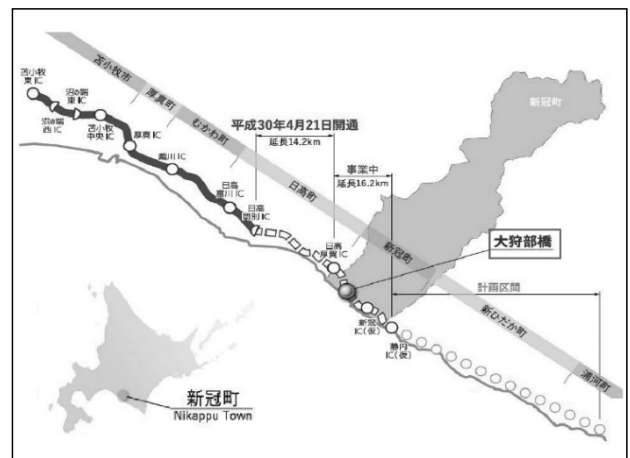 苫小牧市
厚真町
むかわ町
日高町
新冠町
新ひだか町
浦河町
苫小牧
東IC
沼の端
西IC
沼の端
東IC
苫小牧
中央IC
厚真IC
鵡川IC
日高
富川IC
日高
門別IC
平成30年4月21日開通
延長14.2km
事業中
延長16.2km
日高
厚賀IC
新冠町
大狩部橋
計画区間
新冠
IC(仮)
静内
IC(仮)
新冠町
Nikappu Town